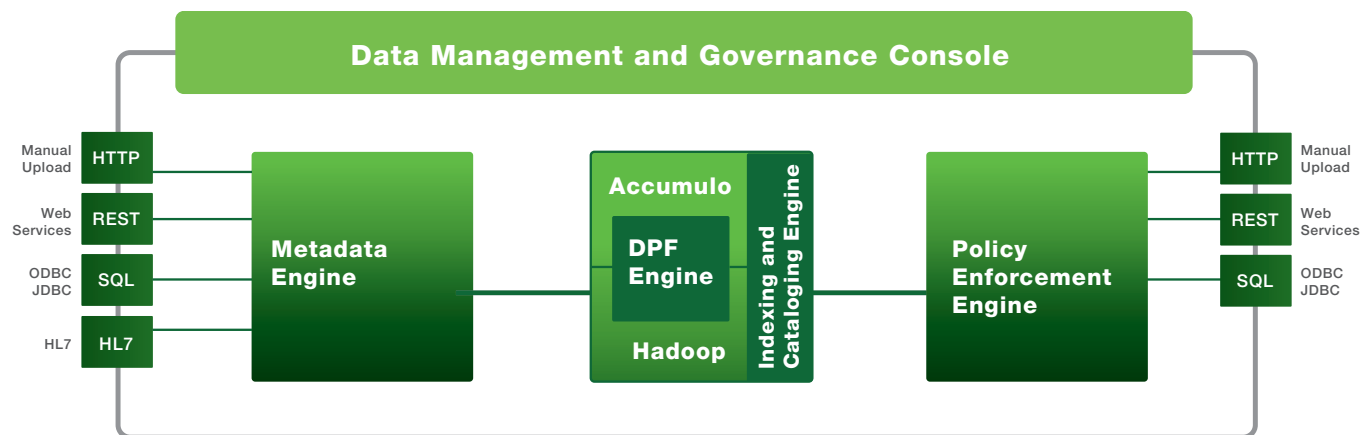 Data Management and Governance Console
Manual
Upload
HTTP
Web
Services
REST
ODBC
JDBC
SQL
HL7
HL7
Metadata
Engine
Accumulo
DPF
Engine
Hadoop
Indexing and
Cataloging Engine
Policy
Enforcement
Engine
HTTP
Manual
Upload
REST
Web
Services
SQL
ODBC
JDBC